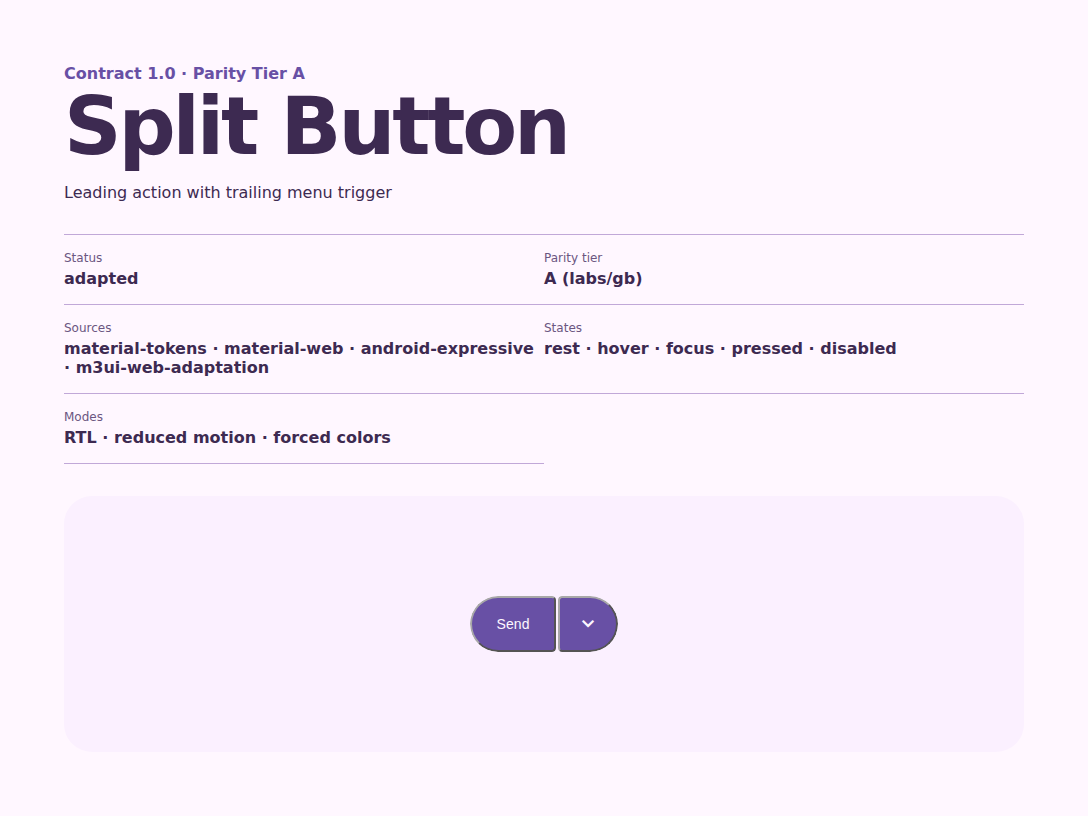 Contract 1.0 · Parity Tier A
Split Button
Leading action with trailing menu trigger
Status
adapted
Parity tier
A (labs/gb)
Sources
material-tokens · material-web · android-expressive
· m3ui-web-adaptation
States
rest · hover · focus · pressed · disabled
Modes
RTL · reduced motion · forced colors
Send